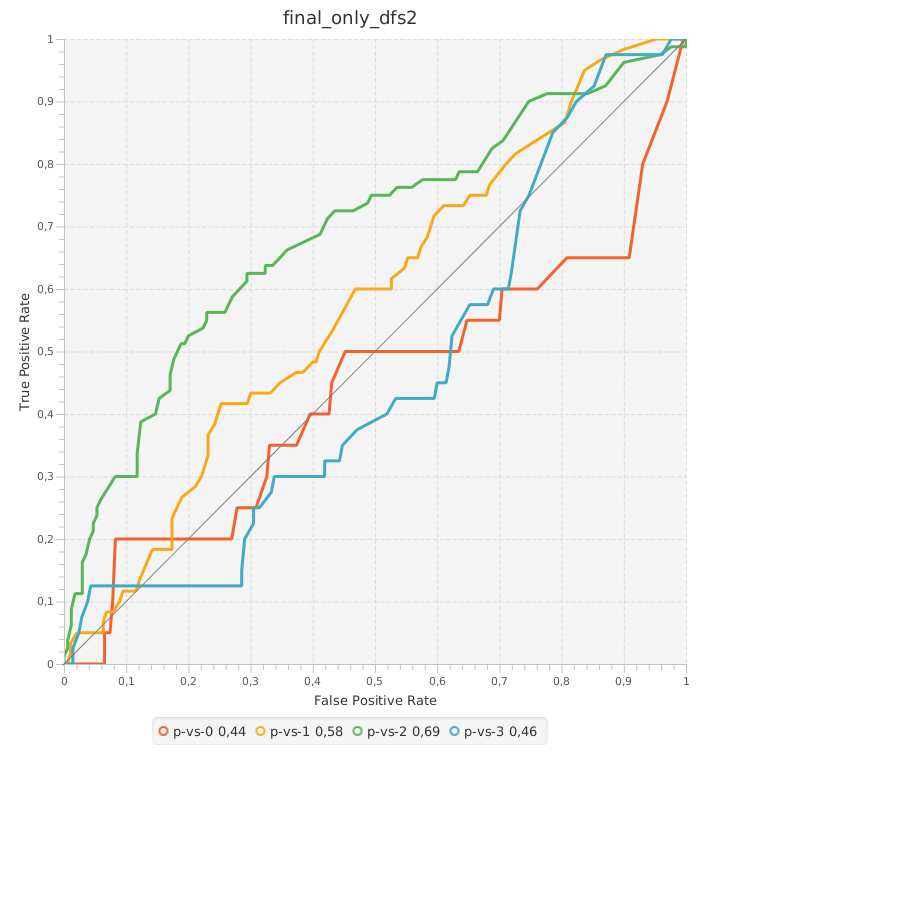 final_only_dfs2
1
0,9
0,8
0,7
0,6
0,5
0,4
0,3
0,2
0,1
0
True Positive Rate
0 0,1 0,2 0,3 0,4 0,5 0,6 0,7 0,8 0,9 1
False Positive Rate
p-vs-0 0,44 p-vs-1 0,58 p-vs-2 0,69 p-vs-3 0,46